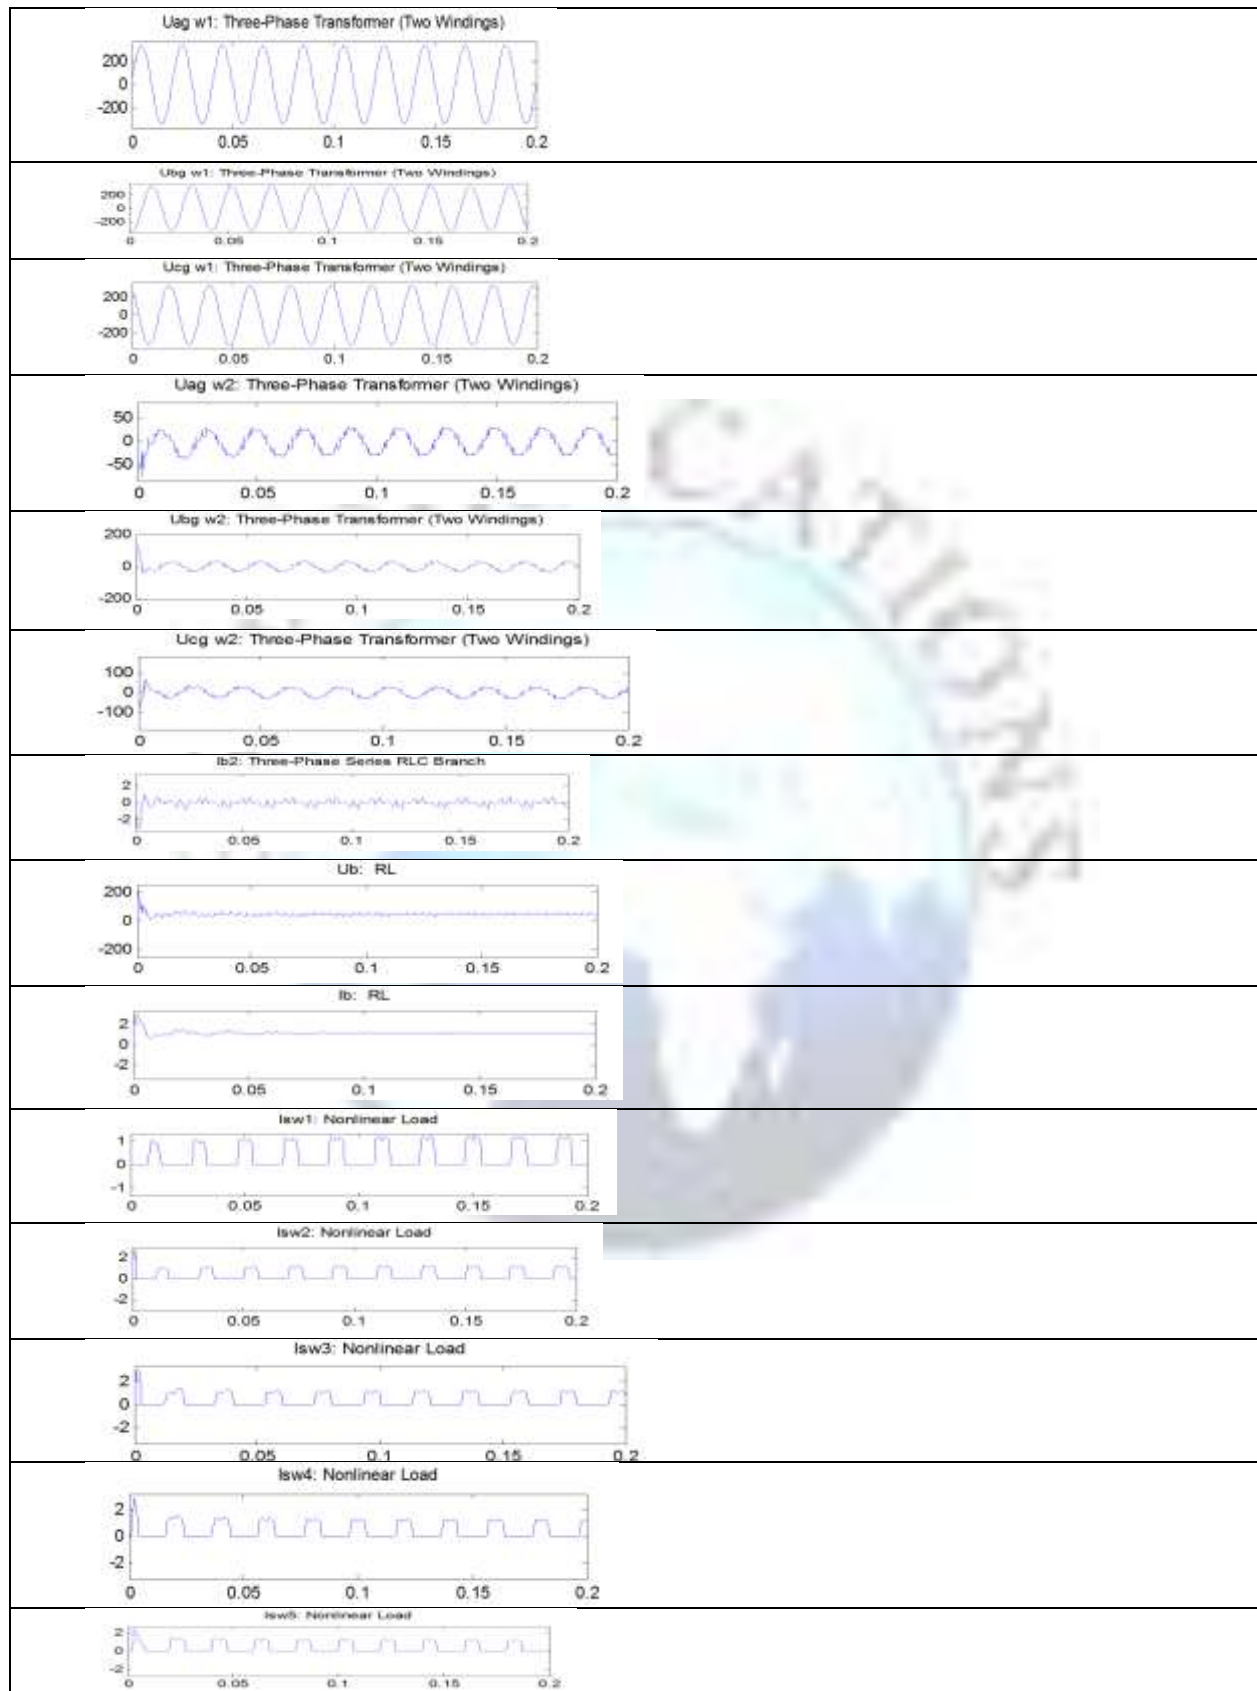 Uag w1: Three-Phase Transformer (Two Windings)
200
0
-200
0 0.05 0.1 0.15 0.2
Ubg w1: Three-Phase Transformer (Two Windings)
200
0
-200
0 0.05 0.1 0.15 0.2
Ucg w1: Three-Phase Transformer (Two Windings)
200
0
-200
0 0.05 0.1 0.15 0.2
Uag w2: Three-Phase Transformer (Two Windings)
50
0
-50
0 0.05 0.1 0.15 0.2
Ubg w2: Three-Phase Transformer (Two Windings)
200
0
-200
0 0.05 0.1 0.15 0.2
Ucg w2: Three-Phase Transformer (Two Windings)
100
0
-100
0 0.05 0.1 0.15 0.2
Ib2: Three-Phase Series RLC Branch
2
0
-2
0 0.05 0.1 0.15 0.2
Ub: RL
200
0
-200
0 0.05 0.1 0.15 0.2
Ib: RL
2
0
-2
0 0.05 0.1 0.15 0.2
Isw1: Nonlinear Load
1
0
-1
0 0.05 0.1 0.15 0.2
Isw2: Nonlinear Load
2
0
-2
0 0.05 0.1 0.15 0.2
Isw3: Nonlinear Load
2
0
-2
0 0.05 0.1 0.15 0.2
Isw4: Nonlinear Load
2
0
-2
0 0.05 0.1 0.15 0.2
Isw5: Nonlinear Load
2
0
-2
0 0.05 0.1 0.15 0.2
CATIONS